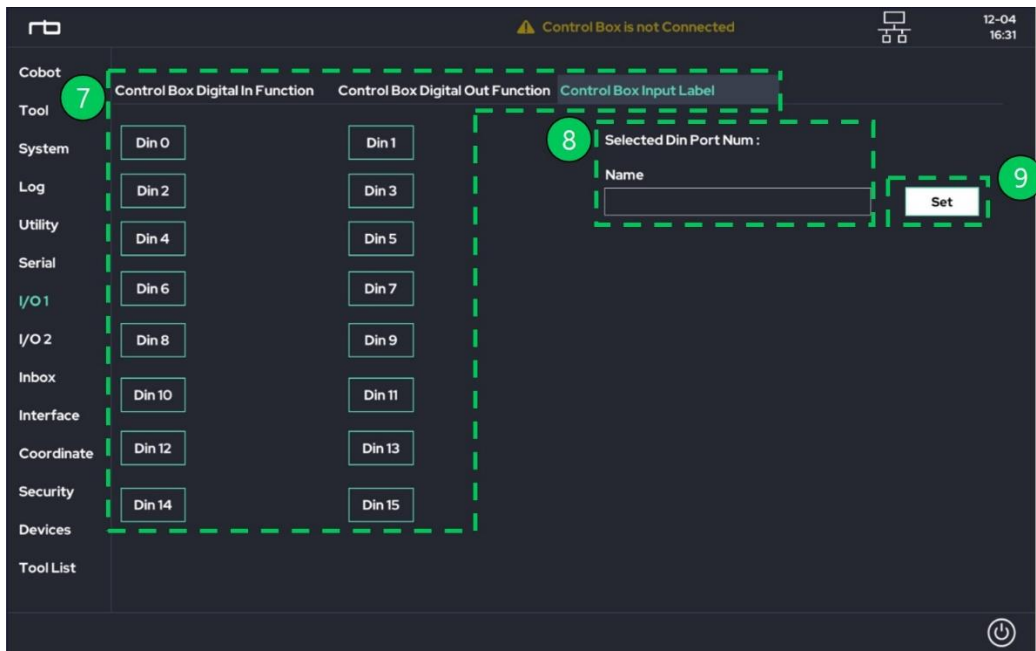 rb
Control Box is not Connected
12-04
16:31
Cobot
Tool
System
Log
Utility
Serial
I/O 1
I/O 2
Inbox
Interface
Coordinate
Security
Devices
Tool List
7
Control Box Digital In Function Control Box Digital Out Function Control Box Input Label
Din 0 Din 1
Din 2 Din 3
Din 4 Din 5
Din 6 Din 7
Din 8 Din 9
Din 10 Din 11
Din 12 Din 13
Din 14 Din 15
8
Selected Din Port Num :
Name
9
Set